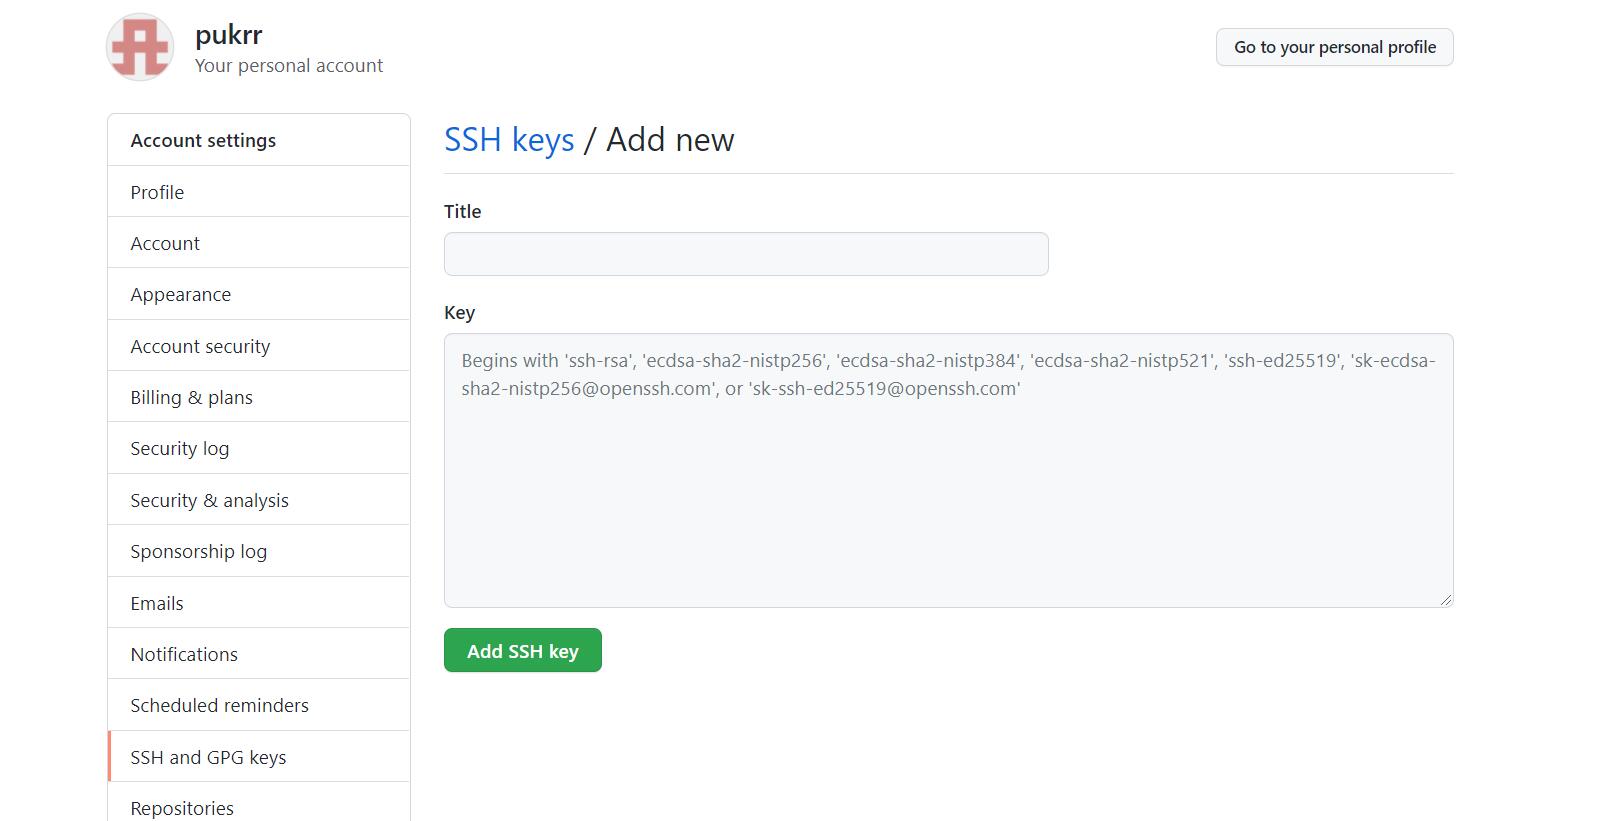 pukrr
Your personal account
Go to your personal profile
Account settings
Profile
Account
Appearance
Account security
Billing & plans
Security log
Security & analysis
Sponsorship log
Emails
Notifications
Scheduled reminders
SSH and GPG keys
Repositories
SSH keys / Add new
Title
Key
Begins with 'ssh-rsa', 'ecdsa-sha2-nistp256', 'ecdsa-sha2-nistp384', 'ecdsa-sha2-nistp521', 'ssh-ed25519', 'sk-ecdsa-
sha2-nistp256@openssh.com', or 'sk-ssh-ed25519@openssh.com'
Add SSH key